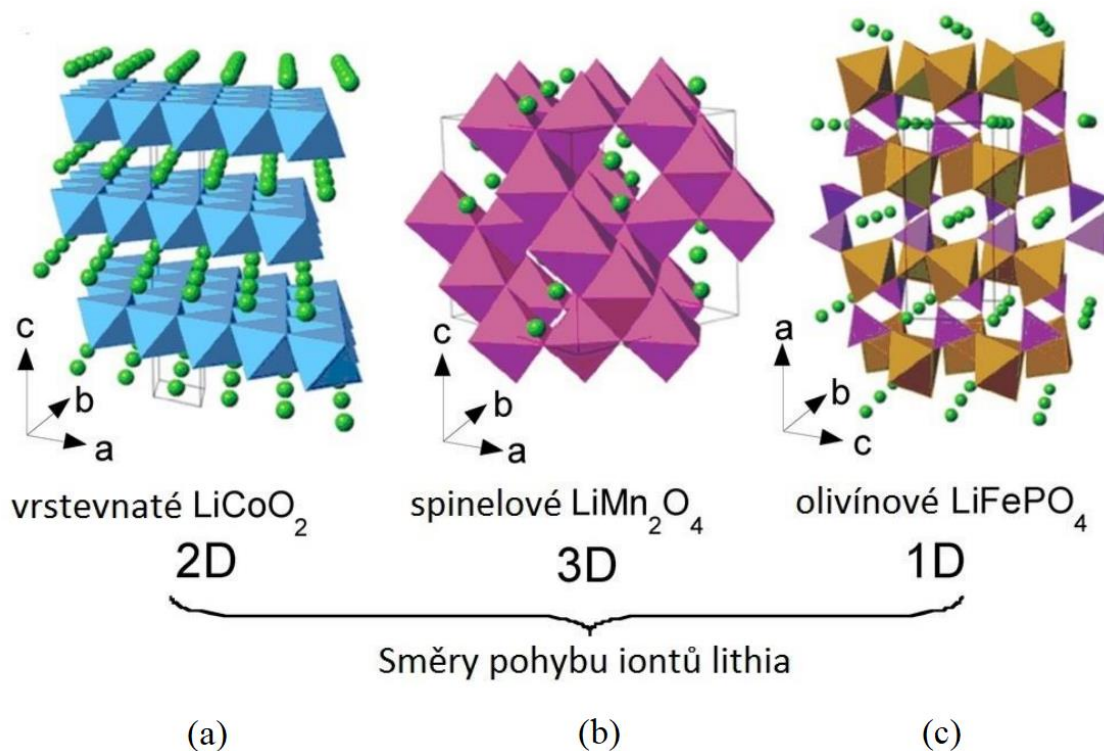 c
b
a
c
b
a
a
b
c
vrstevnaté LiCoO₂
spinelové LiMn₂O₄
olivínové LiFePO₄
2D
3D
1D
Směry pohybu iontů lithia
(a)
(b)
(c)